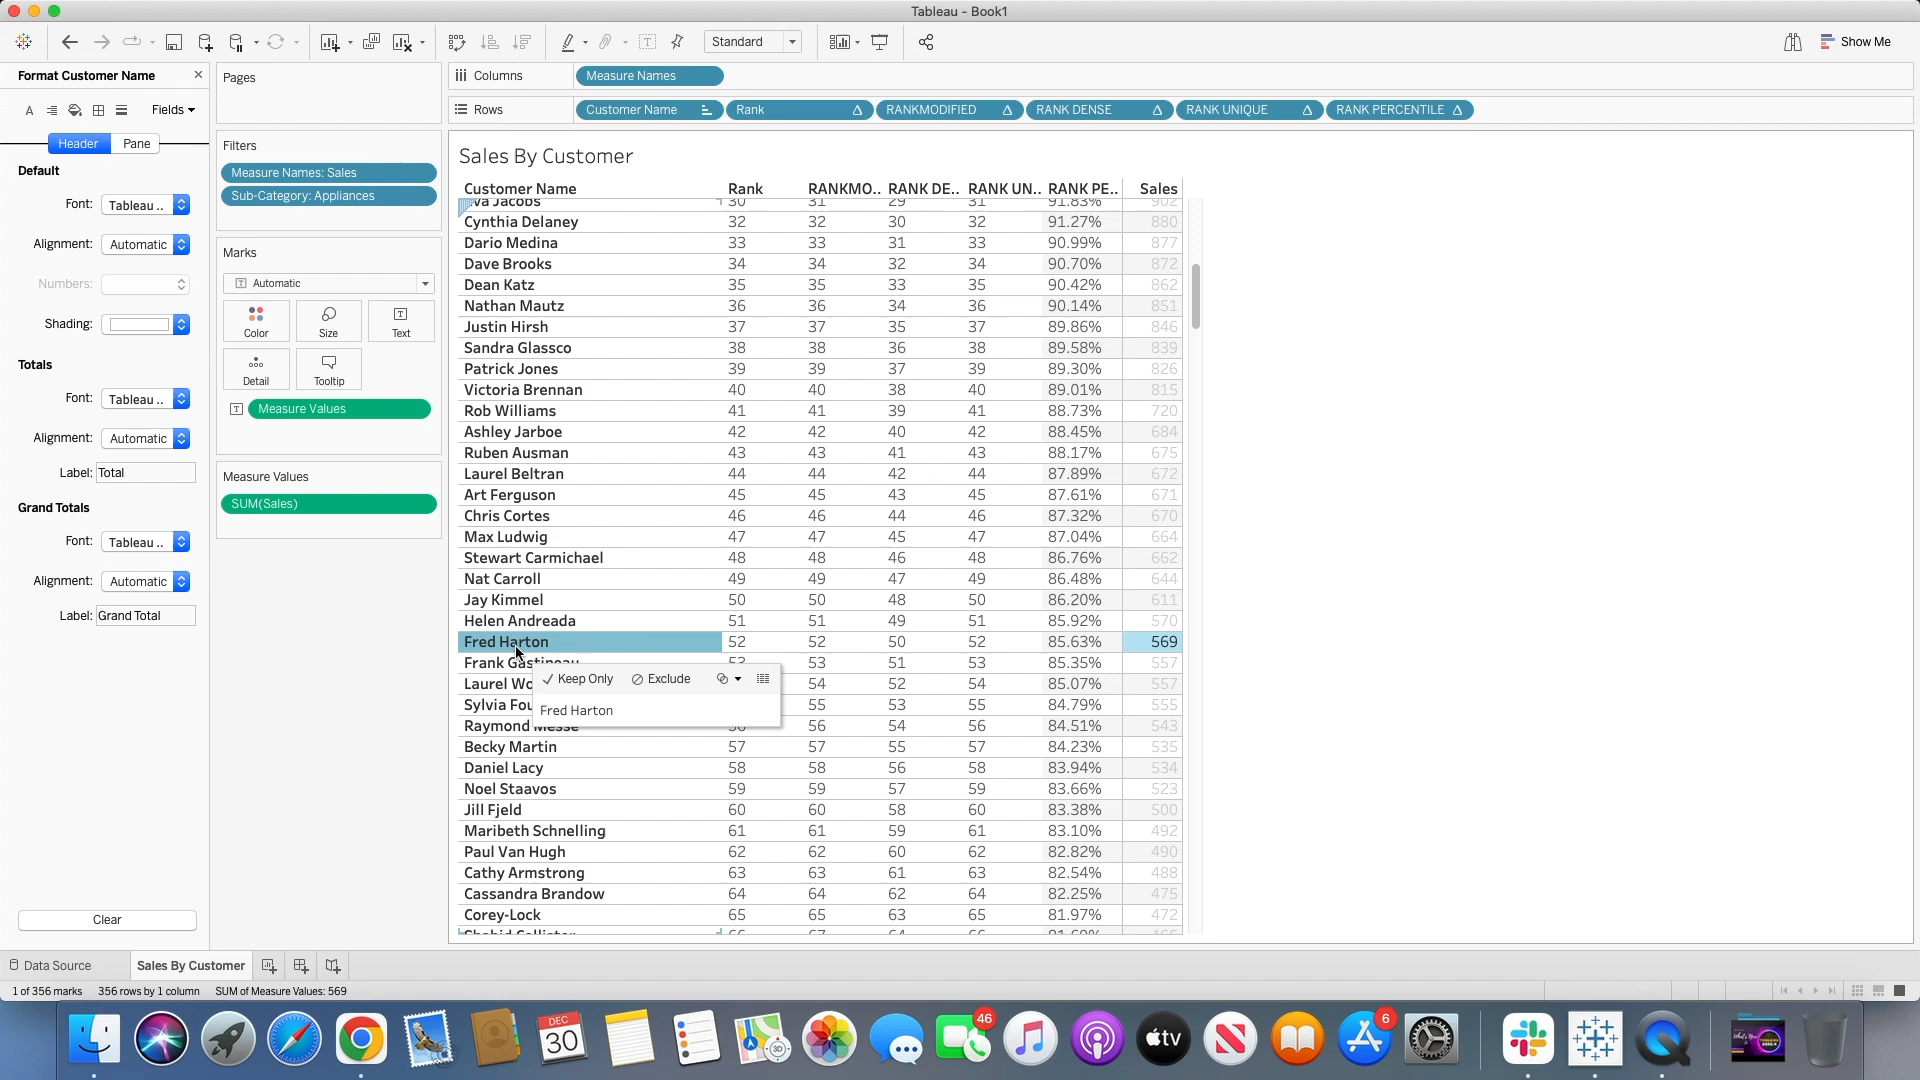 Tableau - Book1
Standard
Show Me
Format Customer Name
Fields
Header Pane
Default
Font: Tableau ..
Alignment: Automatic
Numbers:
Shading:
Totals
Font: Tableau ..
Alignment: Automatic
Label: Total
Grand Totals
Font: Tableau ..
Alignment: Automatic
Label: Grand Total
Clear
Pages
Filters
Measure Names: Sales
Sub-Category: Appliances
Marks
Automatic
Color Size Text
Detail Tooltip
Measure Values
Measure Values
SUM(Sales)
Columns Measure Names
Rows Customer Name Rank RANKMODIFIED RANK DENSE RANK UNIQUE RANK PERCENTILE
Sales By Customer
Customer Name Rank RANKMO.. RANK DE.. RANK UN.. RANK PE.. Sales
Jacobs 30 31 29 31 91.83% 902
Cynthia Delaney 32 32 30 32 91.27% 880
Dario Medina 33 33 31 33 90.99% 877
Dave Brooks 34 34 32 34 90.70% 872
Dean Katz 35 35 33 35 90.42% 862
Nathan Mautz 36 36 34 36 90.14% 851
Justin Hirsh 37 37 35 37 89.86% 846
Sandra Glassco 38 38 36 38 89.58% 839
Patrick Jones 39 39 37 39 89.30% 826
Victoria Brennan 40 40 38 40 89.01% 815
Rob Williams 41 41 39 41 88.73% 720
Ashley Jarboe 42 42 40 42 88.45% 684
Ruben Ausman 43 43 41 43 88.17% 675
Laurel Beltran 44 44 42 44 87.89% 672
Art Ferguson 45 45 43 45 87.61% 671
Chris Cortes 46 46 44 46 87.32% 670
Max Ludwig 47 47 45 47 87.04% 664
Stewart Carmichael 48 48 46 48 86.76% 662
Nat Carroll 49 49 47 49 86.48% 644
Jay Kimmel 50 50 48 50 86.20% 611
Helen Andreada 51 51 49 51 85.92% 570
Fred Harton 52 52 50 52 85.63% 569
Frank Gastineau 53 53 51 53 85.35% 557
Laurel Wo 54 52 54 85.07% 557
Sylvia Fou 55 53 55 84.79% 555
Raymond Messe 56 56 54 56 84.51% 543
Becky Martin 57 57 55 57 84.23% 535
Daniel Lacy 58 58 56 58 83.94% 534
Noel Staavos 59 59 57 59 83.66% 523
Jill Fjeld 60 60 58 60 83.38% 500
Maribeth Schnelling 61 61 59 61 83.10% 492
Paul Van Hugh 62 62 60 62 82.82% 490
Cathy Armstrong 63 63 61 63 82.54% 488
Cassandra Brandow 64 64 62 64 82.25% 475
Corey-Lock 65 65 63 65 81.97% 472
Keep Only Exclude
Fred Harton
Data Source Sales By Customer
1 of 356 marks 356 rows by 1 column SUM of Measure Values: 569
DEC
30
46
tv
6